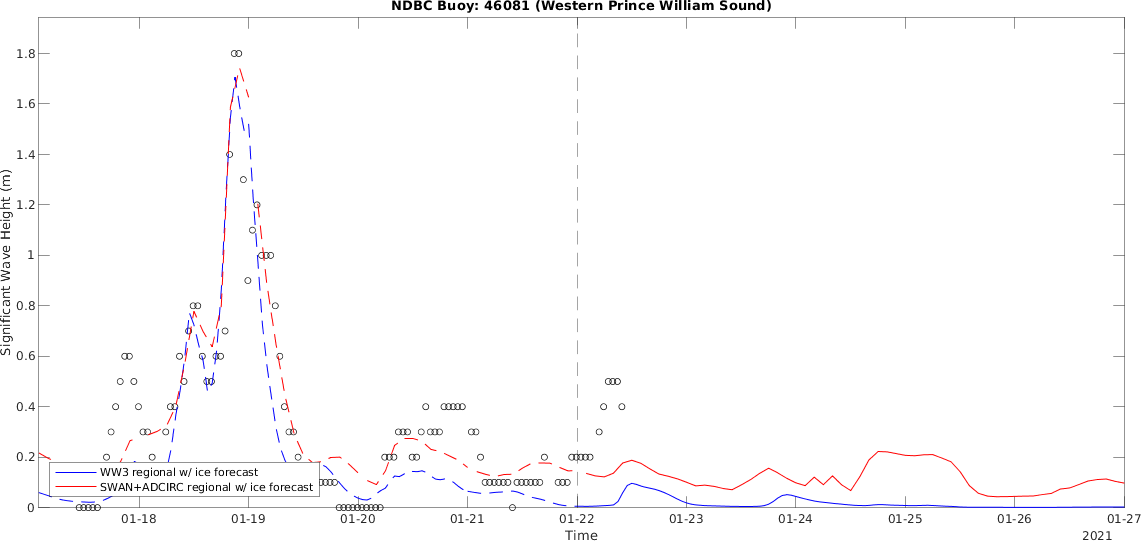 NDBC Buoy: 46081 (Western Prince William Sound)
Significant Wave Height (m)
1.8
1.6
1.4
1.2
1
0.8
0.6
0.4
0.2
0
WW3 regional w/ ice forecast
SWAN+ADCIRC regional w/ ice forecast
01-18 01-19 01-20 01-21 01-22 01-23 01-24 01-25 01-26 01-27
Time
2021